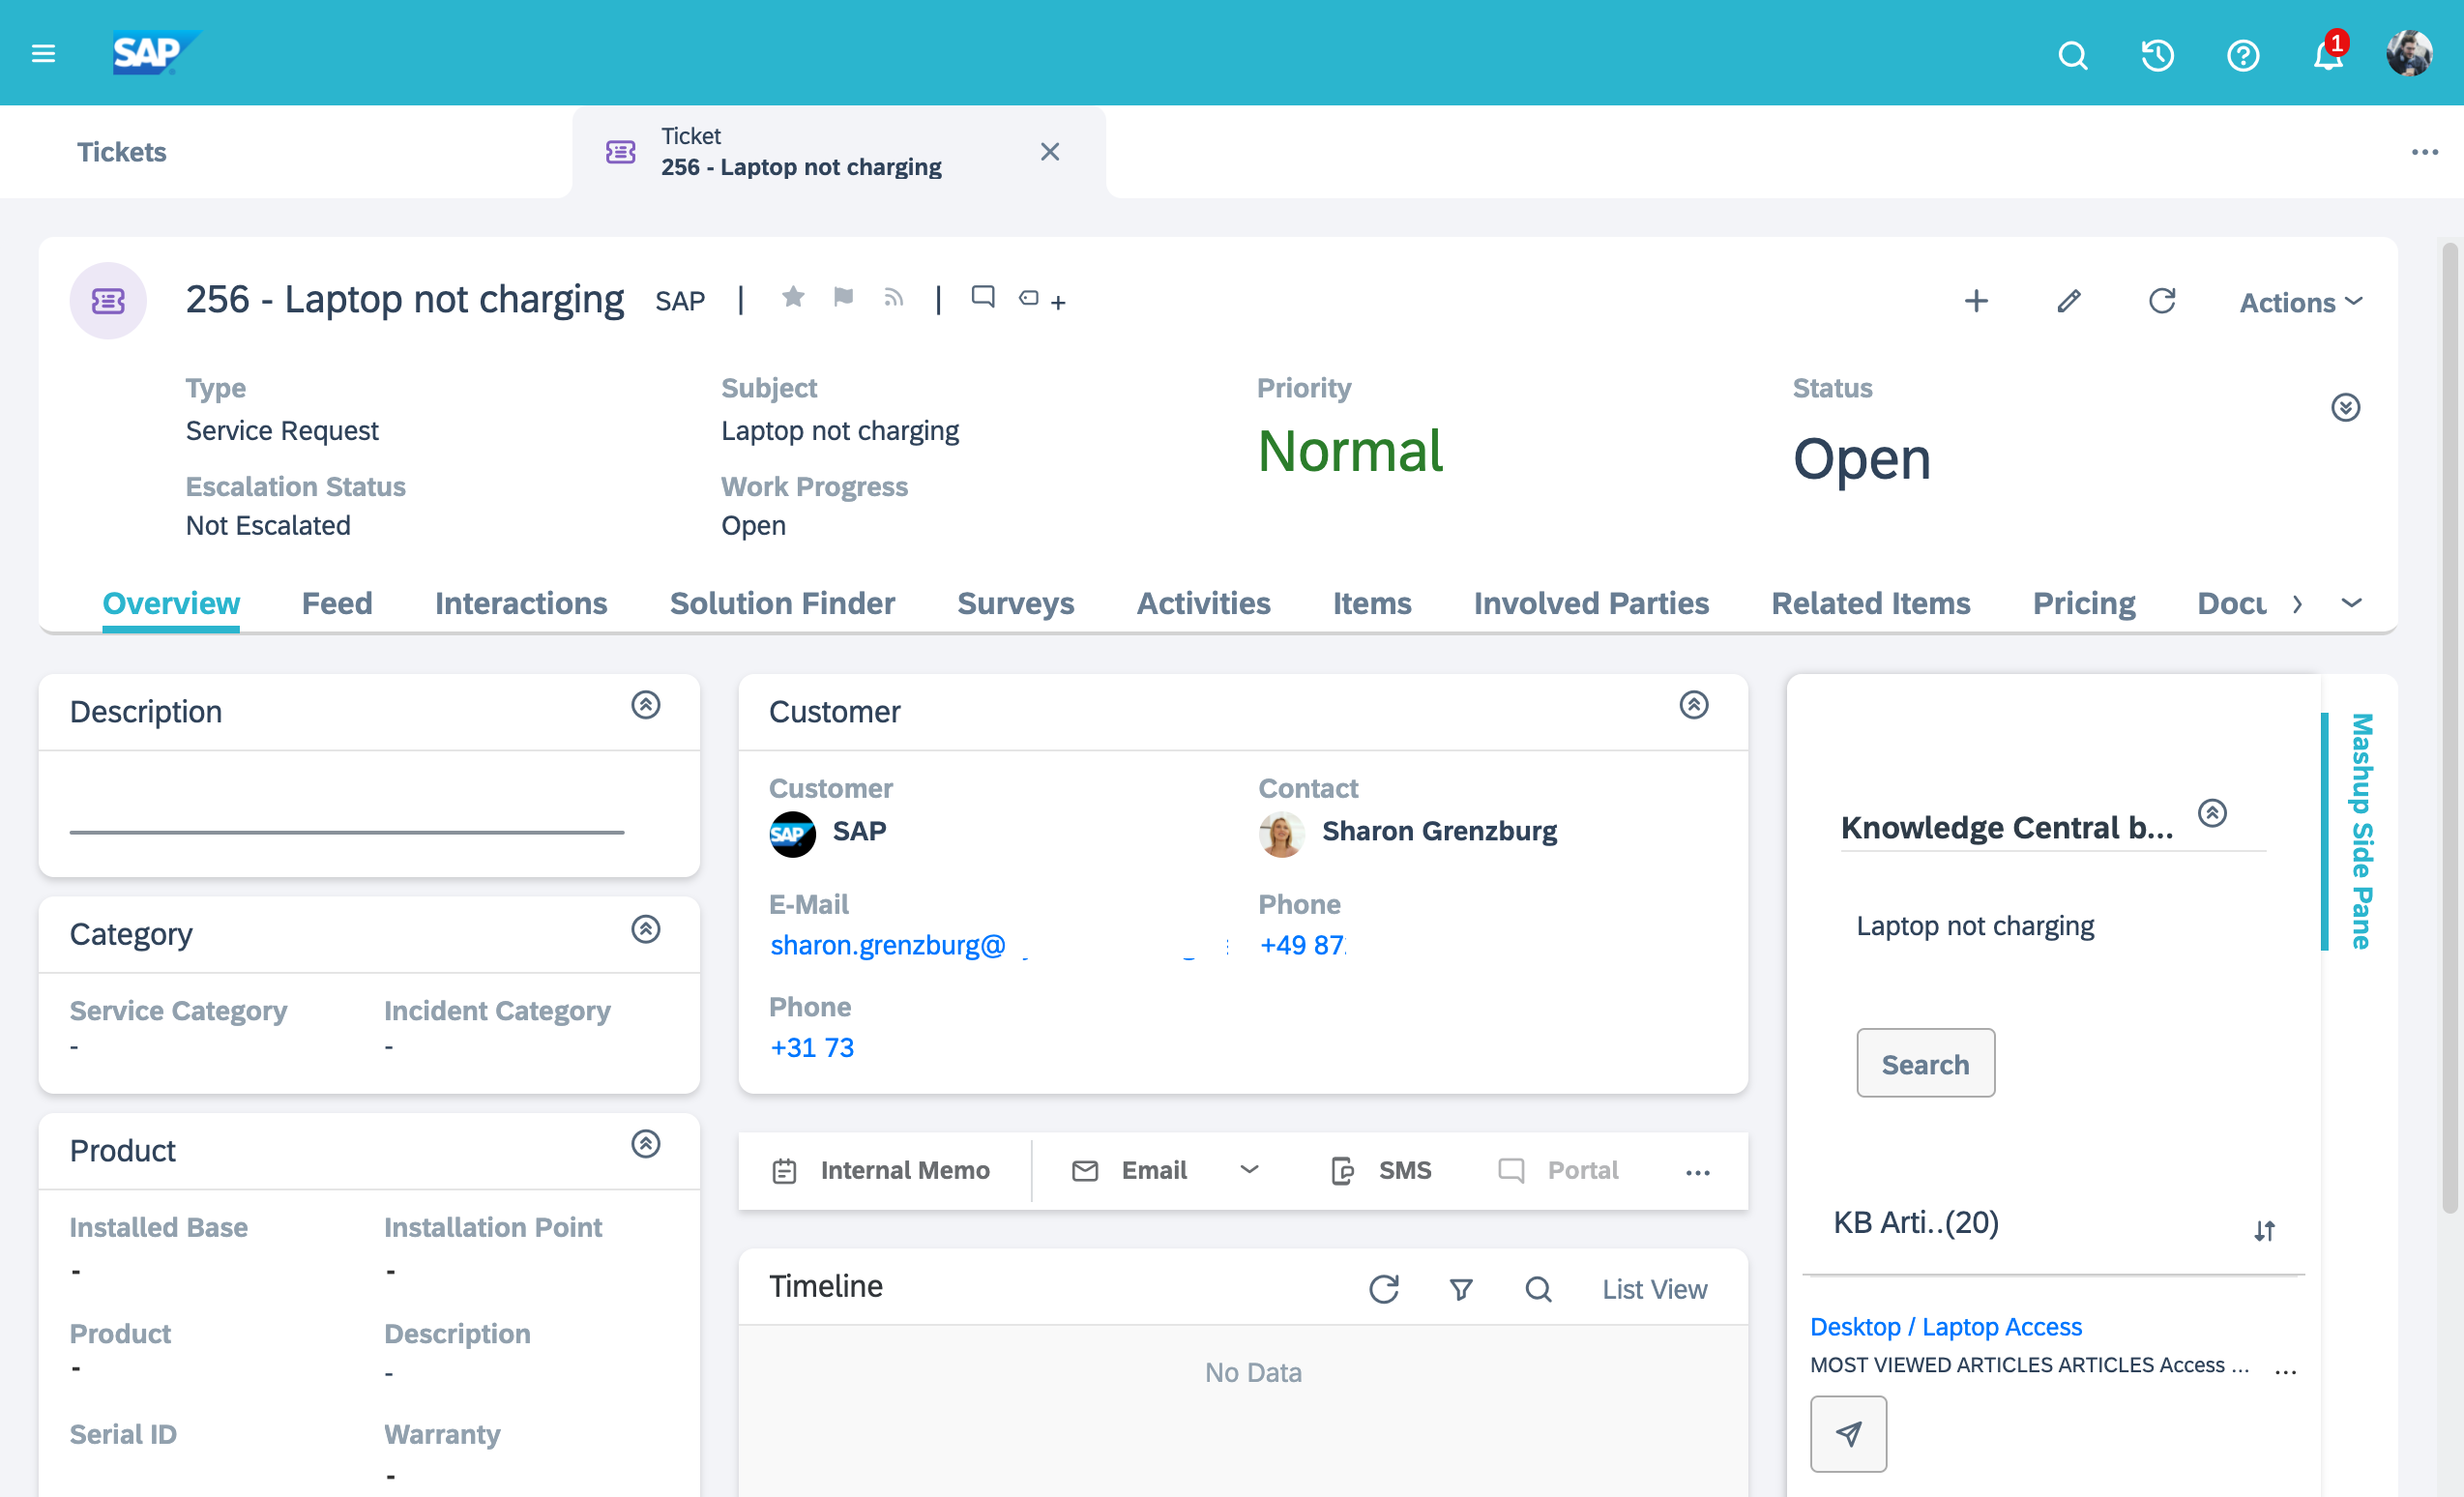 SAP
1
Tickets
Ticket
256 - Laptop not charging
256 - Laptop not charging SAP
Actions
Type
Service Request
Subject
Laptop not charging
Priority
Normal
Status
Open
Escalation Status
Not Escalated
Work Progress
Open
Overview Feed Interactions Solution Finder Surveys Activities Items Involved Parties Related Items Pricing Docu
Description
Category
Service Category
-
Incident Category
-
Product
Installed Base
-
Installation Point
-
Product
-
Description
-
Serial ID
Warranty
-
Customer
Customer
SAP
SAP
Contact
Sharon Grenzburg
E-Mail
sharon.grenzburg@
Phone
+49 87
Phone
+31 73
Internal Memo Email SMS Portal ...
Timeline
List View
No Data
Knowledge Central b...
Laptop not charging
Search
KB Arti..(20)
Desktop / Laptop Access
MOST VIEWED ARTICLES ARTICLES Access ... ...
Mashup Side Pane